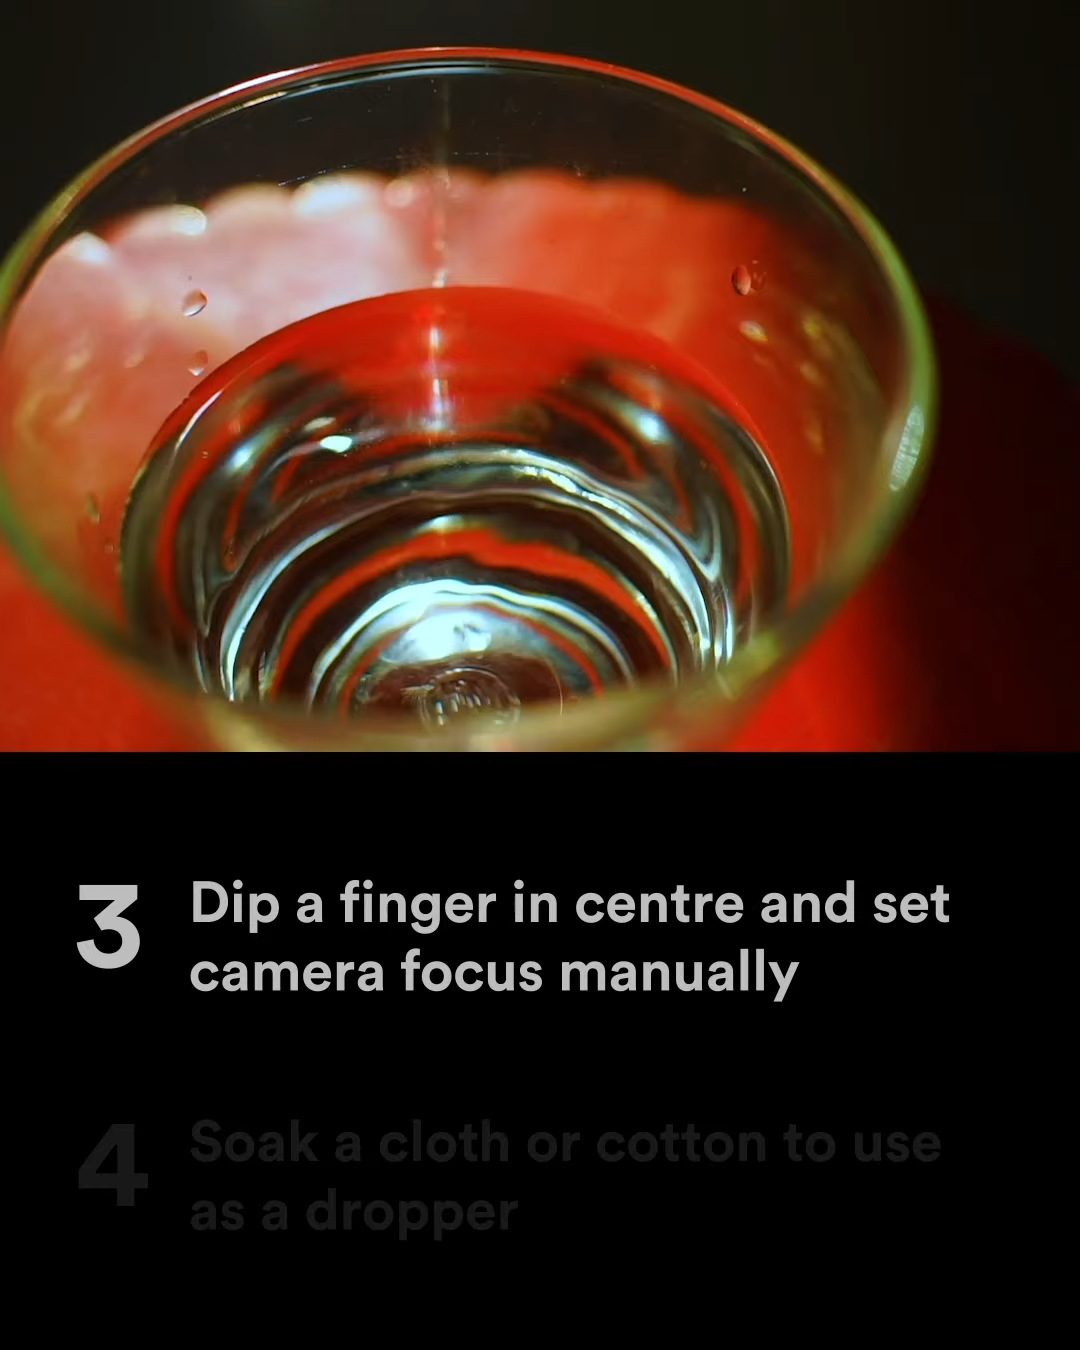 3 Dip a finger in centre and set
camera focus manually
4 Soak a cloth or cotton to use
as a dropper